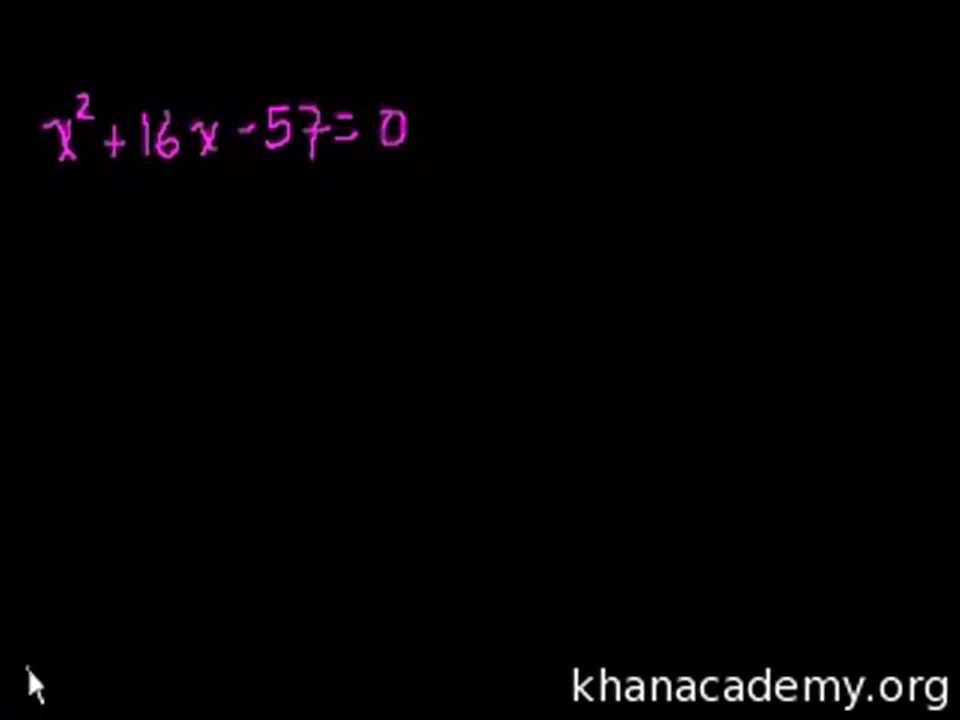 x² + 16x - 57 = 0
khanacademy.org